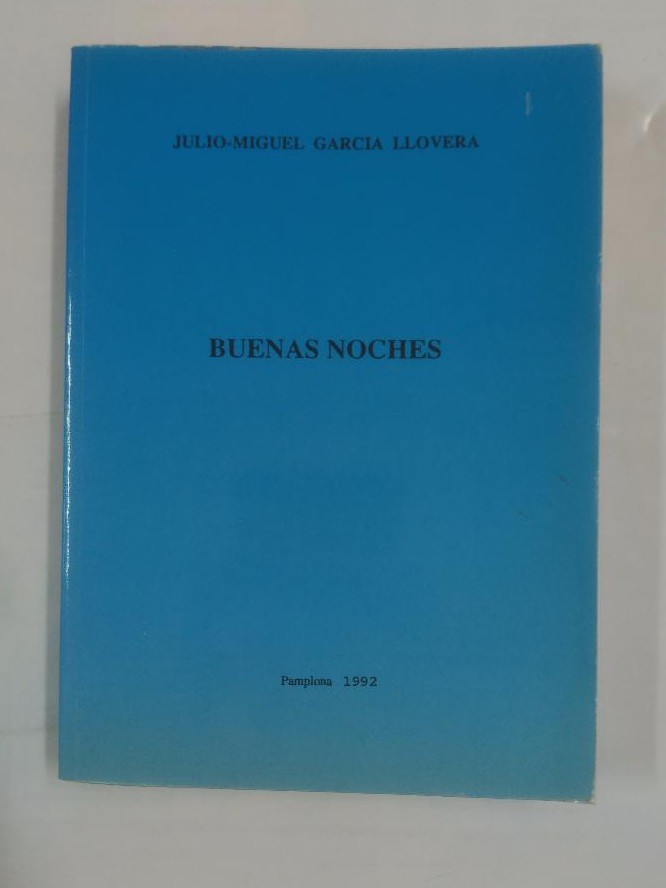 JULIO-MIGUEL GARCIA LLOVERA
BUENAS NOCHES
Pamplona 1992